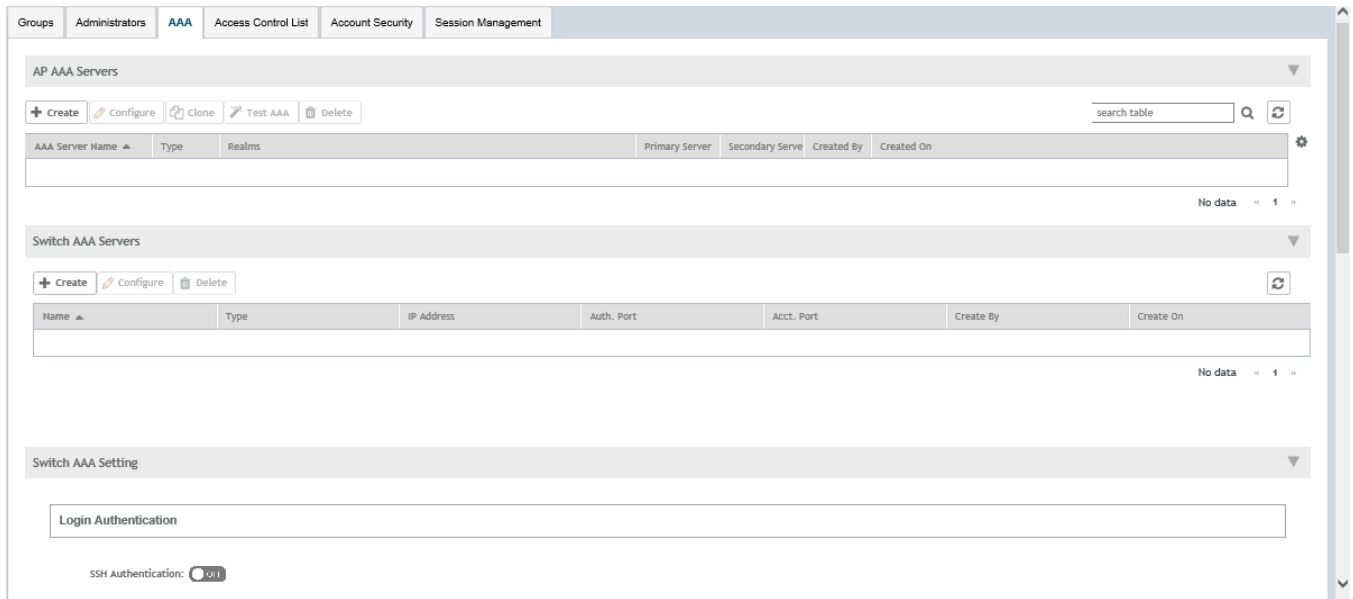 Groups Administrators AAA Access Control List Account Security Session Management
AP AAA Servers
Create Configure Clone Test AAA Delete search table
AAA Server Name Type Realms Primary Server Secondary Serve Created By Created On
No data « 1 »
Switch AAA Servers
Create Configure Delete
Name Type IP Address Auth. Port Acct. Port Create By Create On
No data « 1 »
Switch AAA Setting
Login Authentication
SSH Authentication: OFF